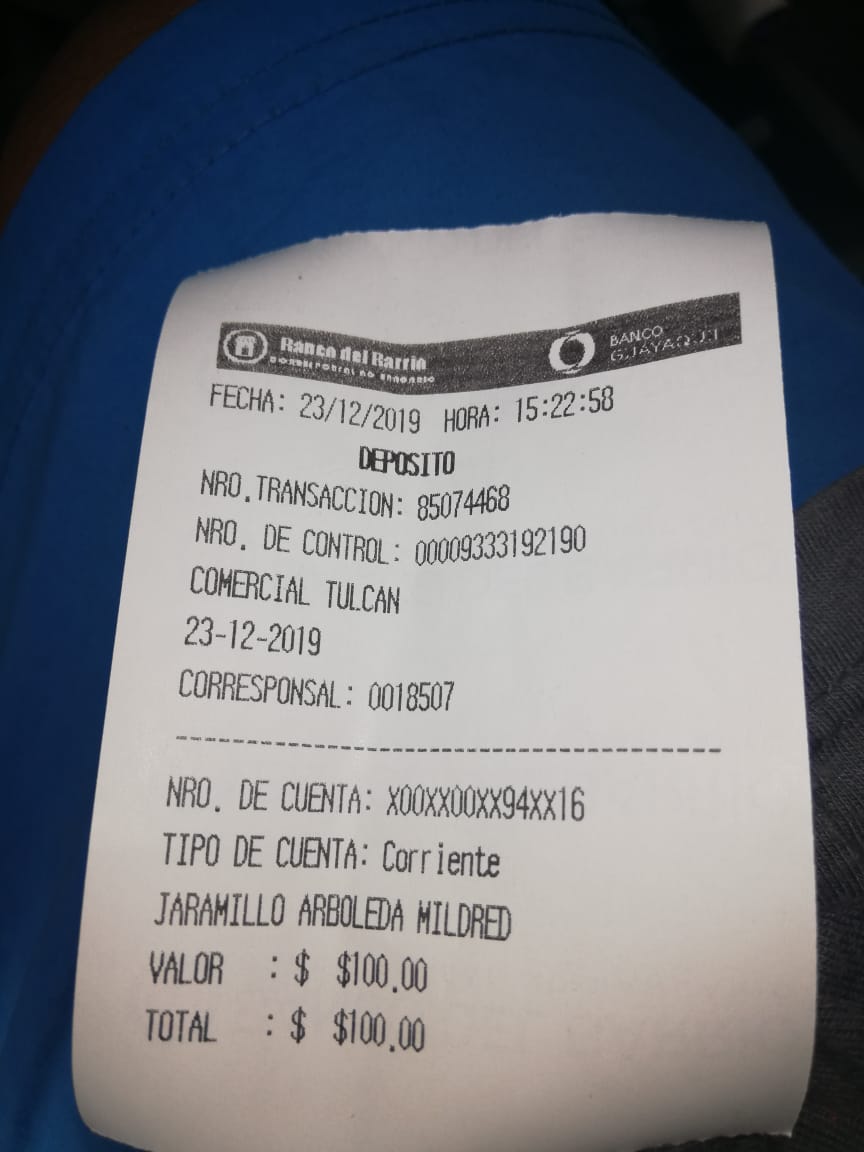 Banco del Barrio
BANCO
GUAYAQUIL
FECHA: 23/12/2019 HORA: 15:22:58
DEPOSITO
NRO.TRANSACCION: 85074468
NRO. DE CONTROL: 00009333192190
COMERCIAL TULCAN
23-12-2019
CORRESPONSAL: 0018507
NRO. DE CUENTA: X00XX00XX94XX16
TIPO DE CUENTA: Corriente
JARAMILLO ARBOLEDA MILDRED
VALOR : $ $100.00
TOTAL : $ $100.00